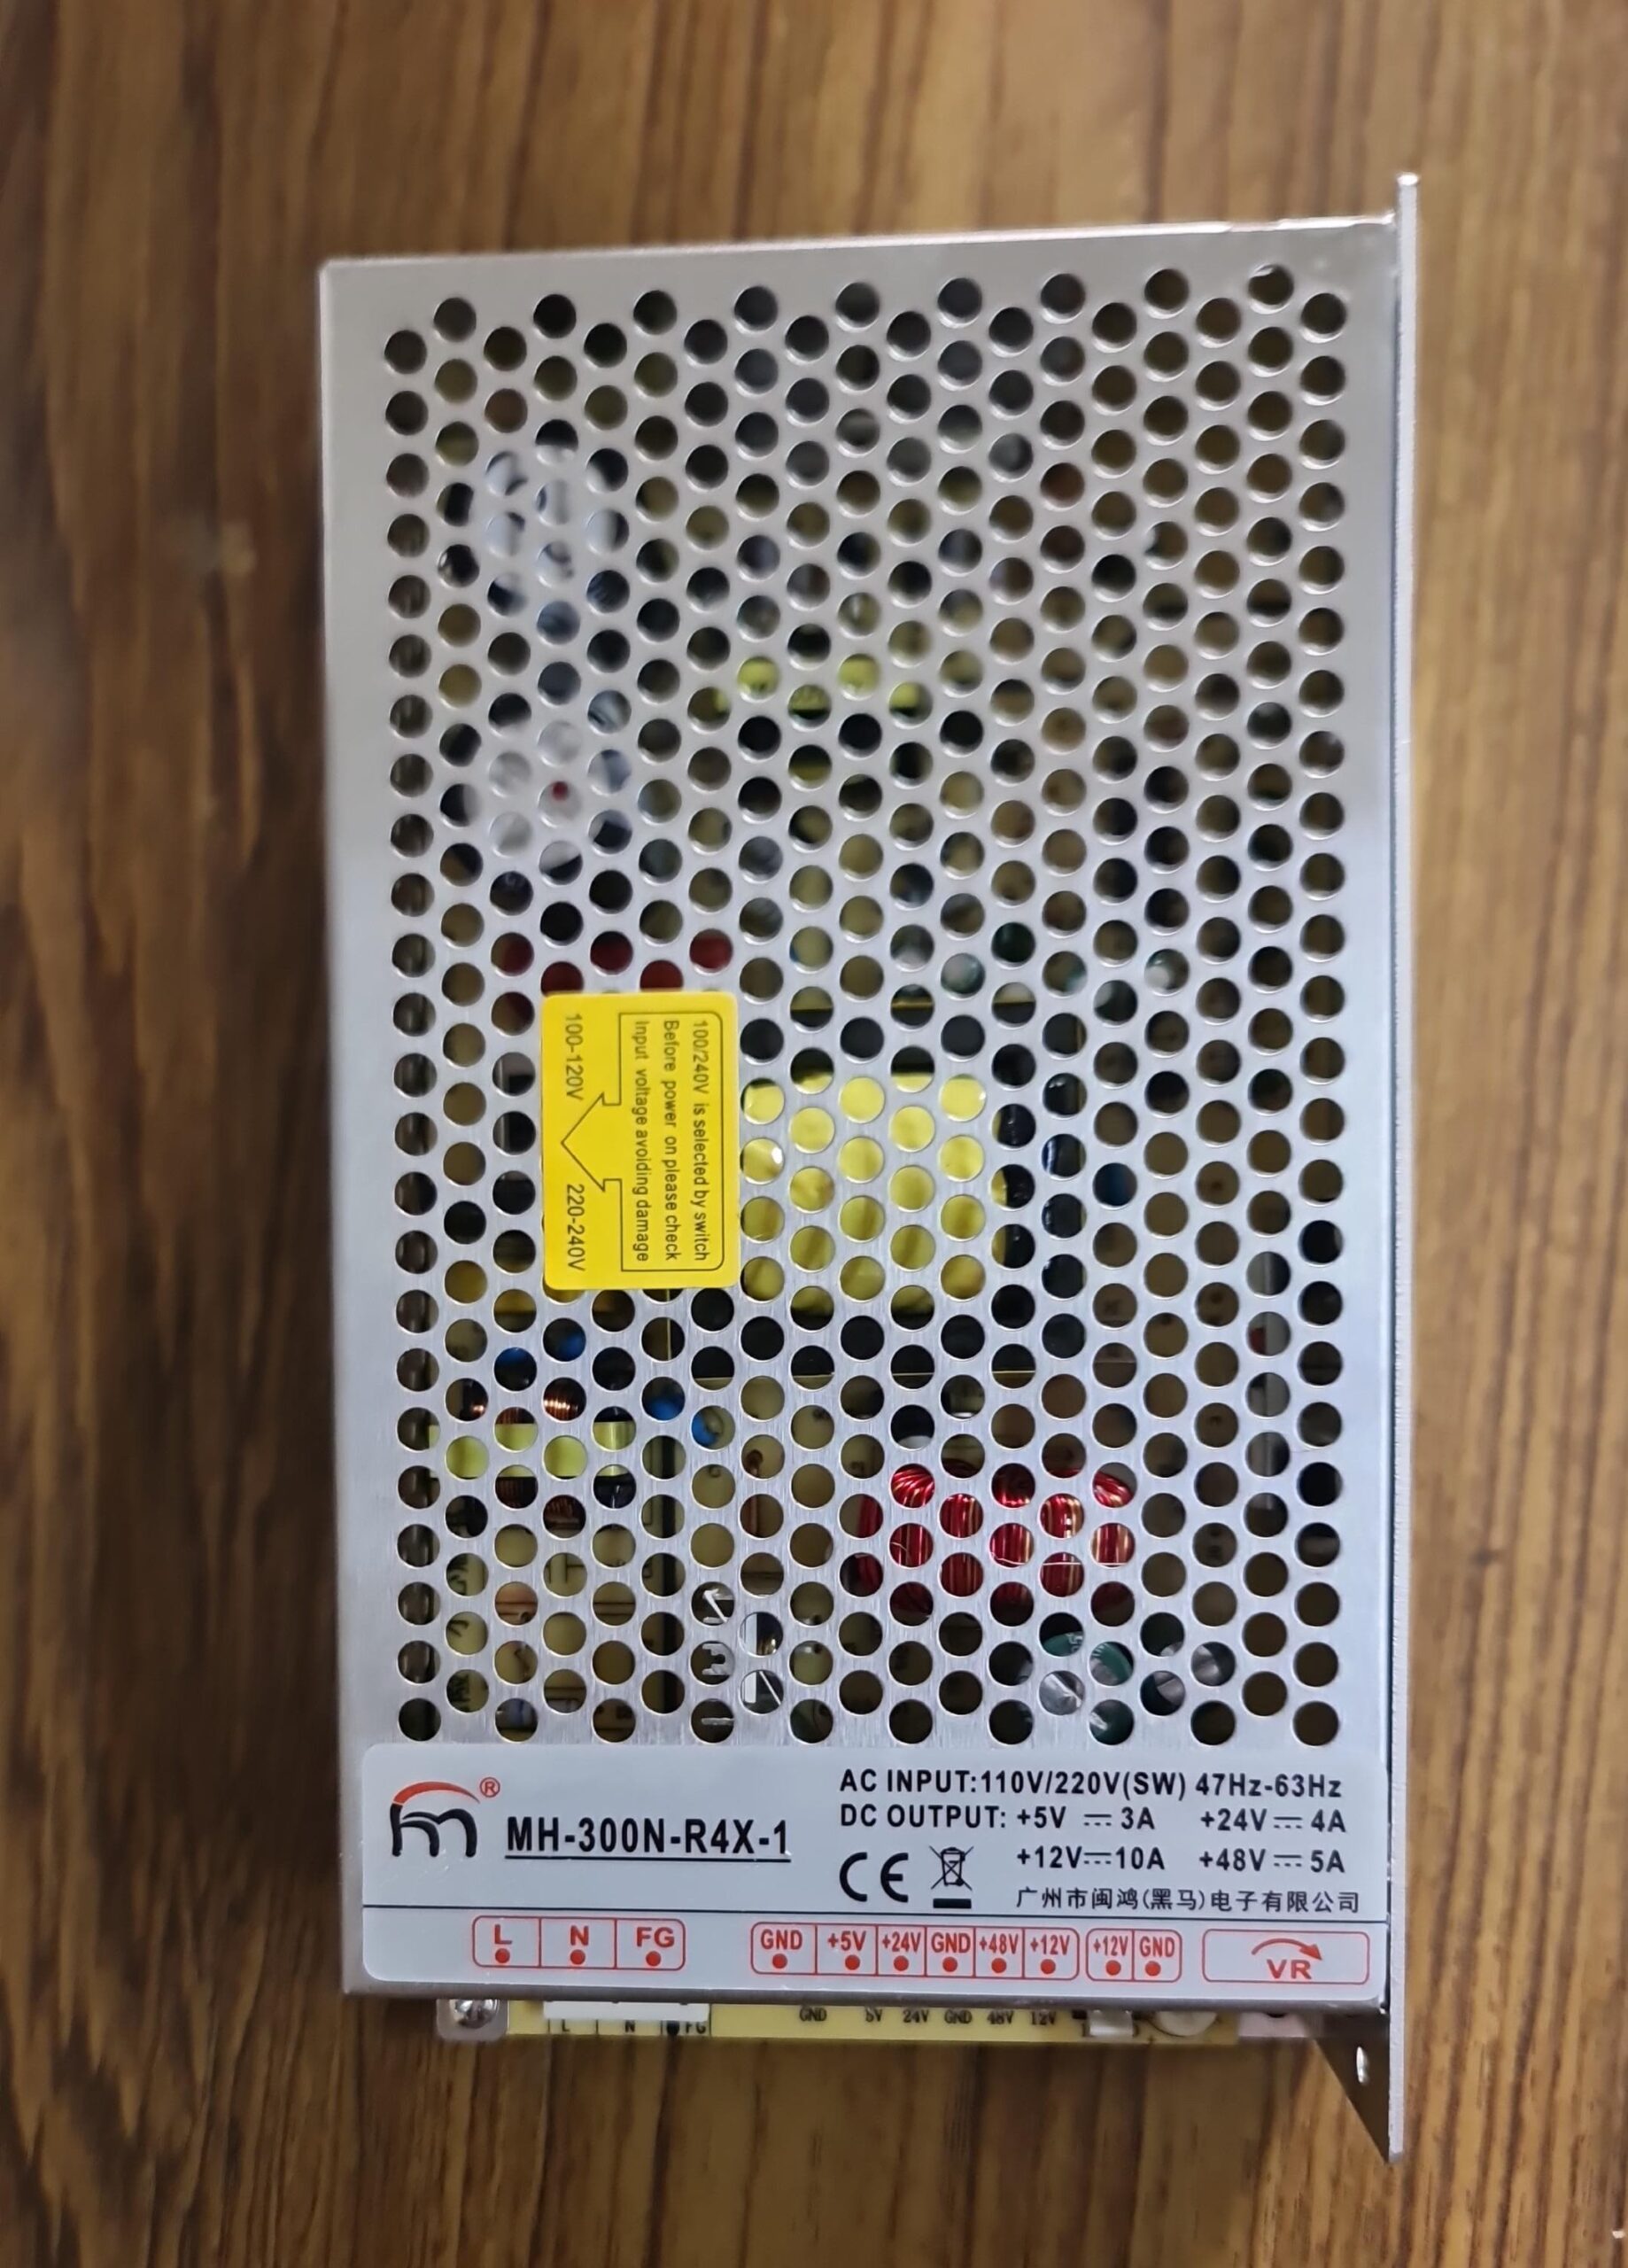 100/240V is selected by switch
Before power on please check
Input voltage avoiding damage
100-120V 220-240V
®
MH-300N-R4X-1
AC INPUT:110V/220V(SW) 47Hz-63Hz
DC OUTPUT: +5V ⎓ 3A +24V ⎓ 4A
+12V⎓10A +48V ⎓ 5A
CE
广州市闽鸿(黑马)电子有限公司
L N FG GND +5V +24V GND +48V +12V +12V GND VR
GND 5V 24V GND 48V 12V
L N FG